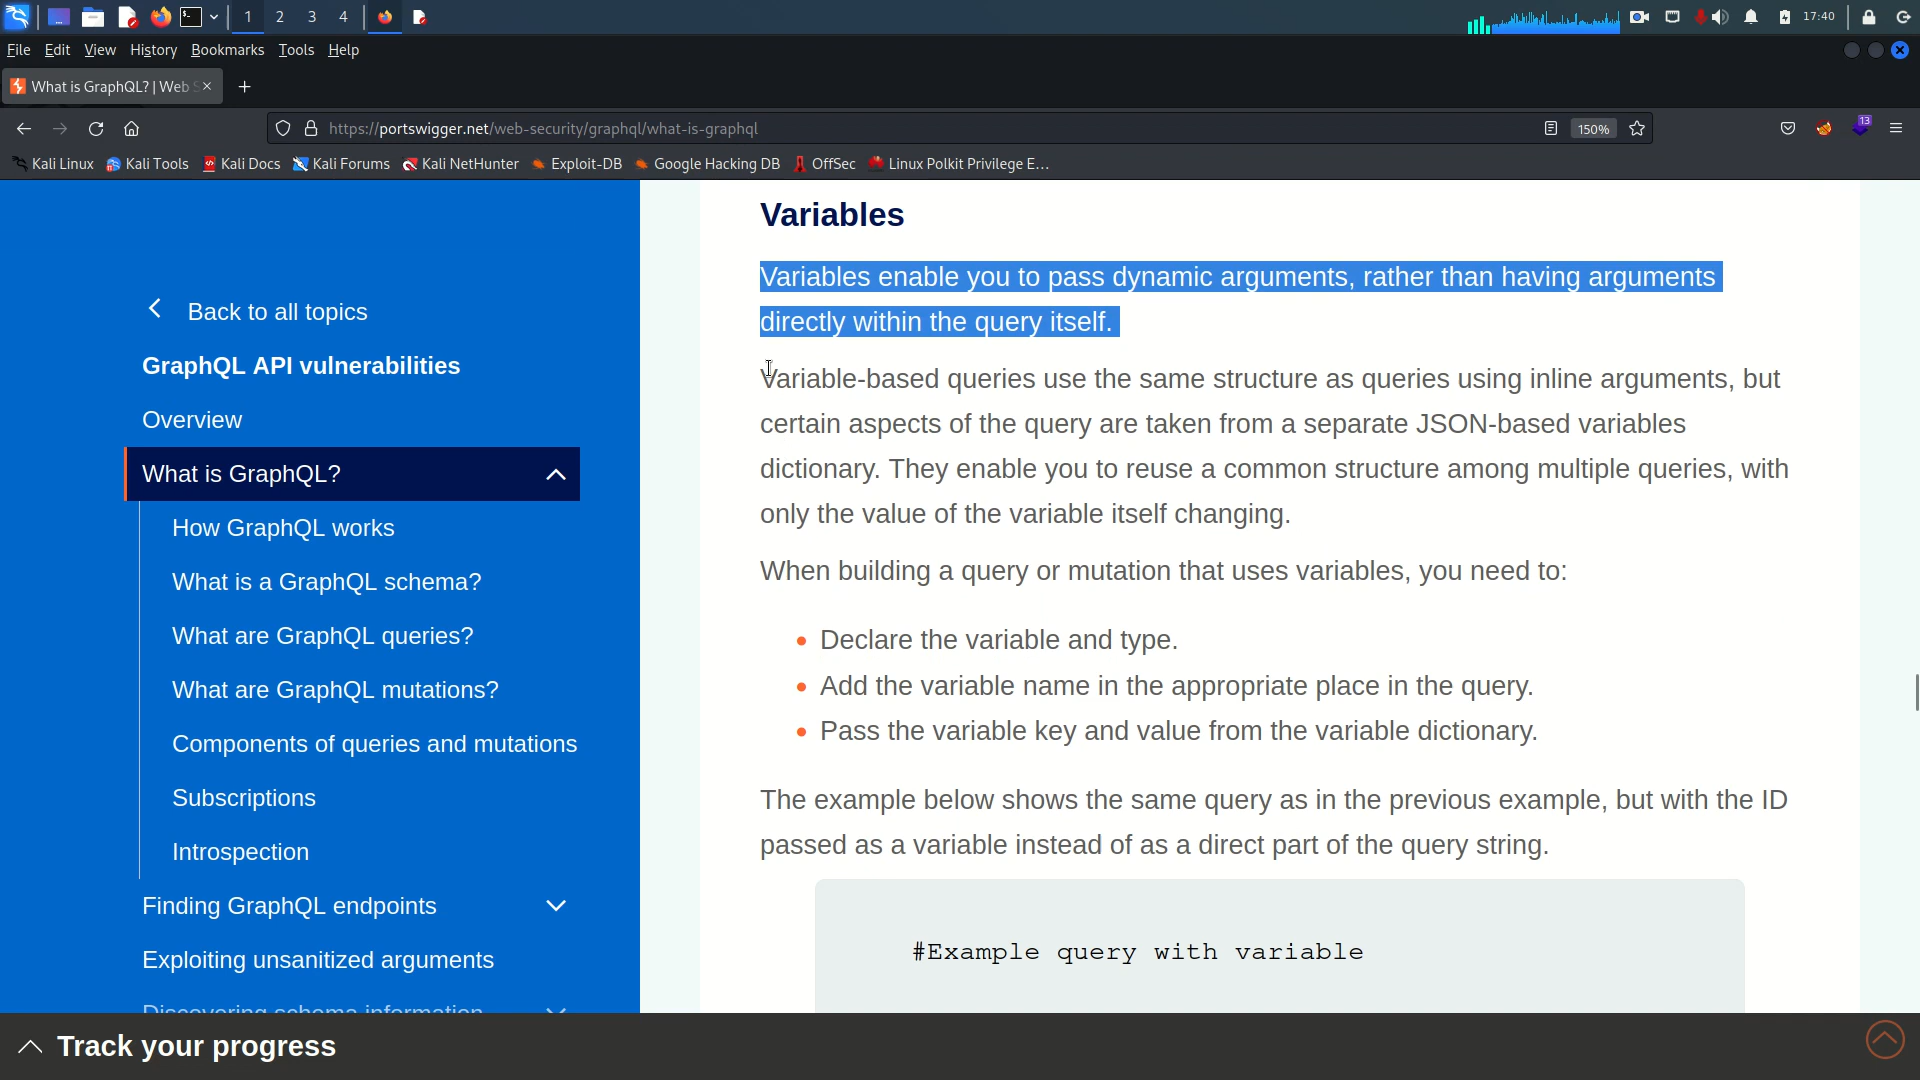 1 2 3 4 17:40
File Edit View History Bookmarks Tools Help
What is GraphQL? | Web S
https://portswigger.net/web-security/graphql/what-is-graphql 150% 13
Kali Linux Kali Tools Kali Docs Kali Forums Kali NetHunter Exploit-DB Google Hacking DB OffSec Linux Polkit Privilege E...
Back to all topics
GraphQL API vulnerabilities
Overview
What is GraphQL?
How GraphQL works
What is a GraphQL schema?
What are GraphQL queries?
What are GraphQL mutations?
Components of queries and mutations
Subscriptions
Introspection
Finding GraphQL endpoints
Exploiting unsanitized arguments
Discovering schema information
Variables
Variables enable you to pass dynamic arguments, rather than having arguments
directly within the query itself.
Variable-based queries use the same structure as queries using inline arguments, but
certain aspects of the query are taken from a separate JSON-based variables
dictionary. They enable you to reuse a common structure among multiple queries, with
only the value of the variable itself changing.
When building a query or mutation that uses variables, you need to:
Declare the variable and type.
Add the variable name in the appropriate place in the query.
Pass the variable key and value from the variable dictionary.
The example below shows the same query as in the previous example, but with the ID
passed as a variable instead of as a direct part of the query string.
#Example query with variable
Track your progress